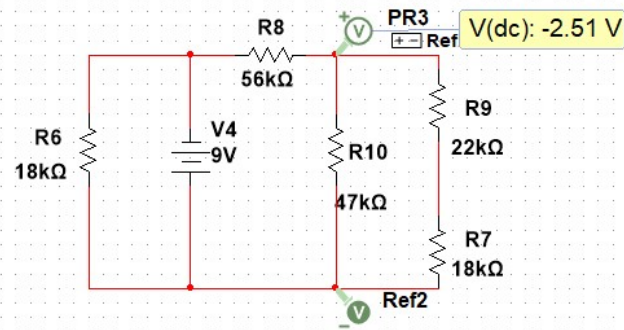 R8
PR3
V(dc): -2.51 V
+ - Ref
56kΩ
R6
18kΩ
V4
9V
R10
47kΩ
R9
22kΩ
R7
18kΩ
Ref2
V
V